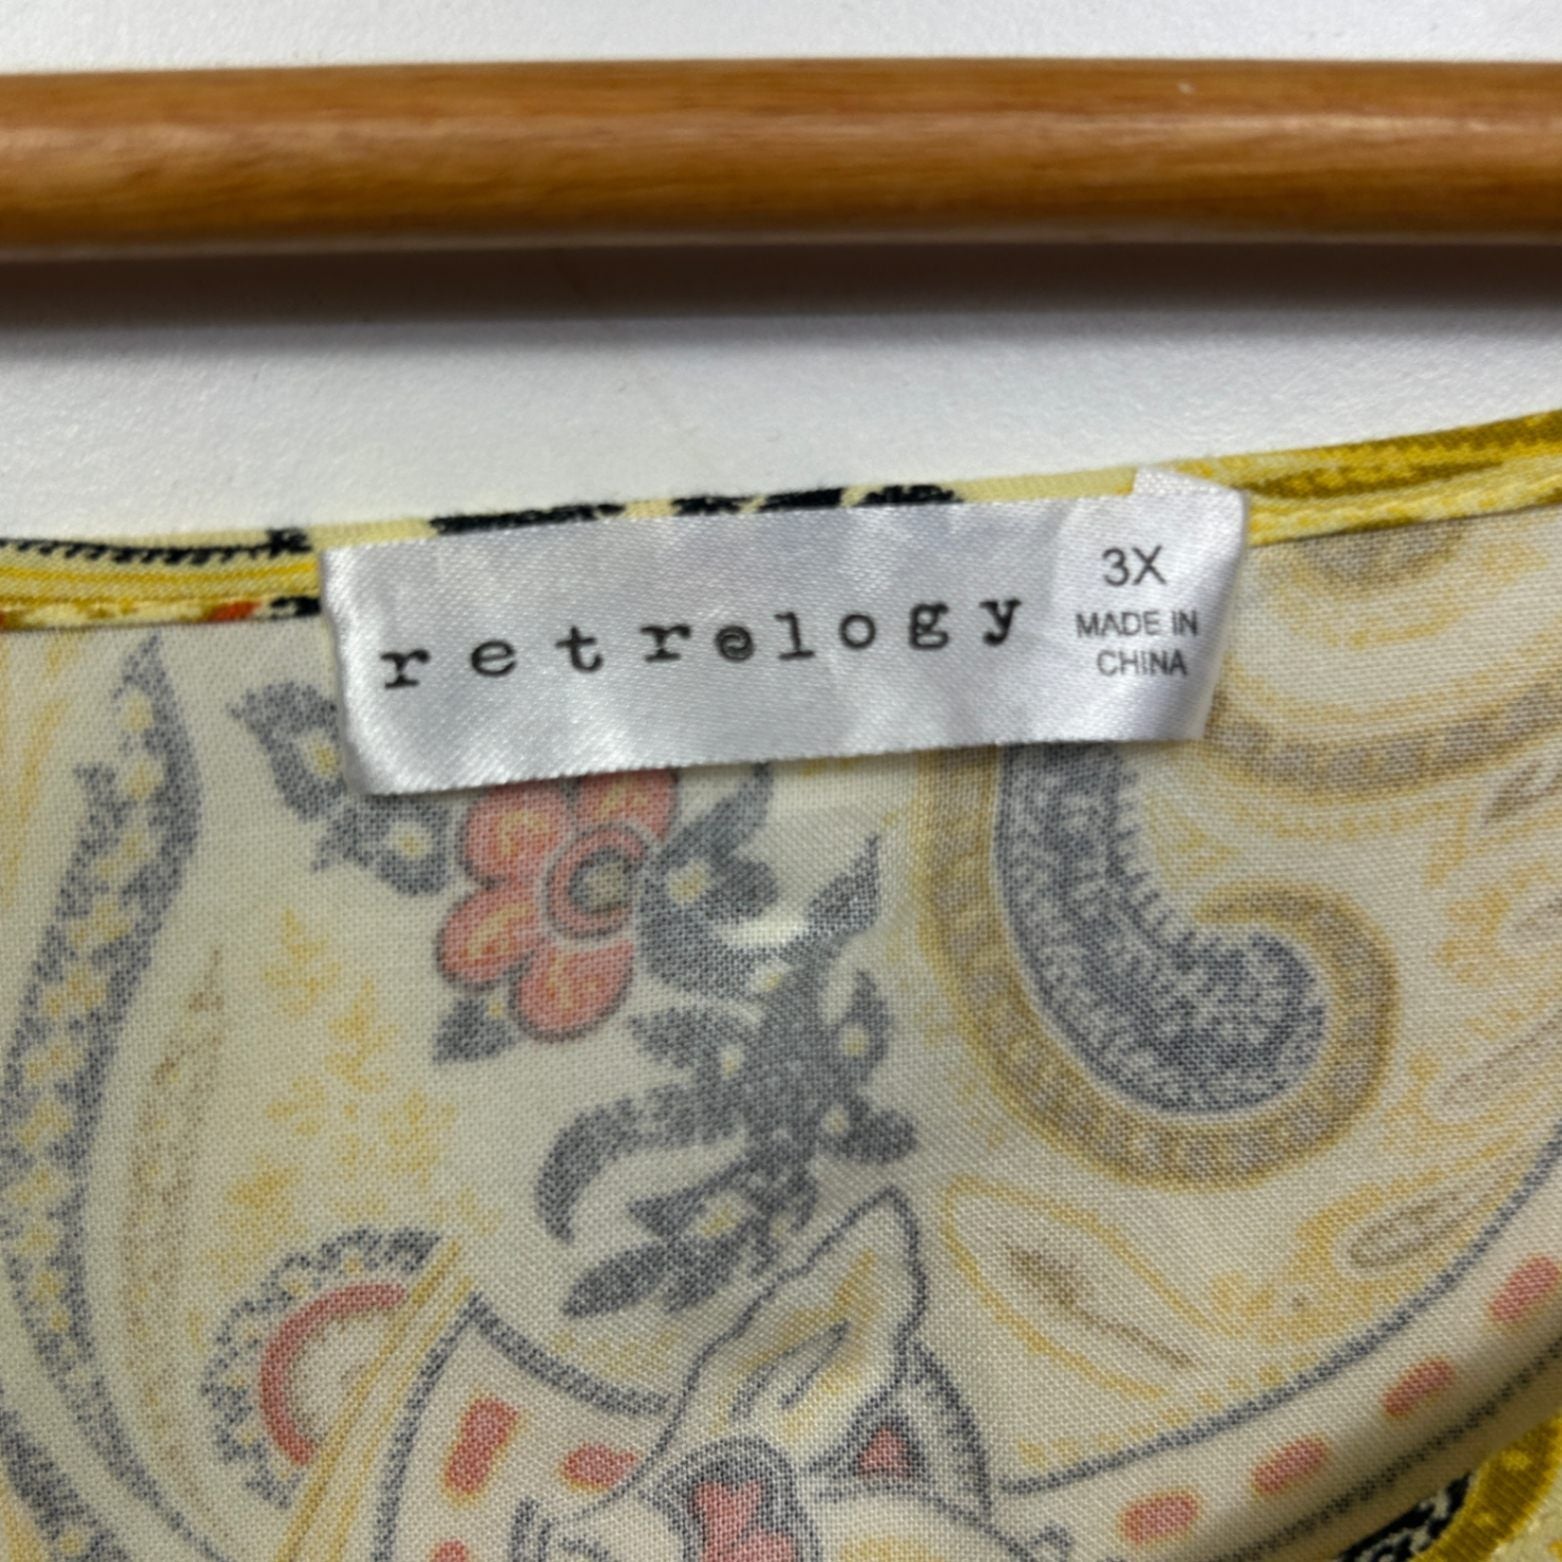 retrology
3X
MADE IN
CHINA